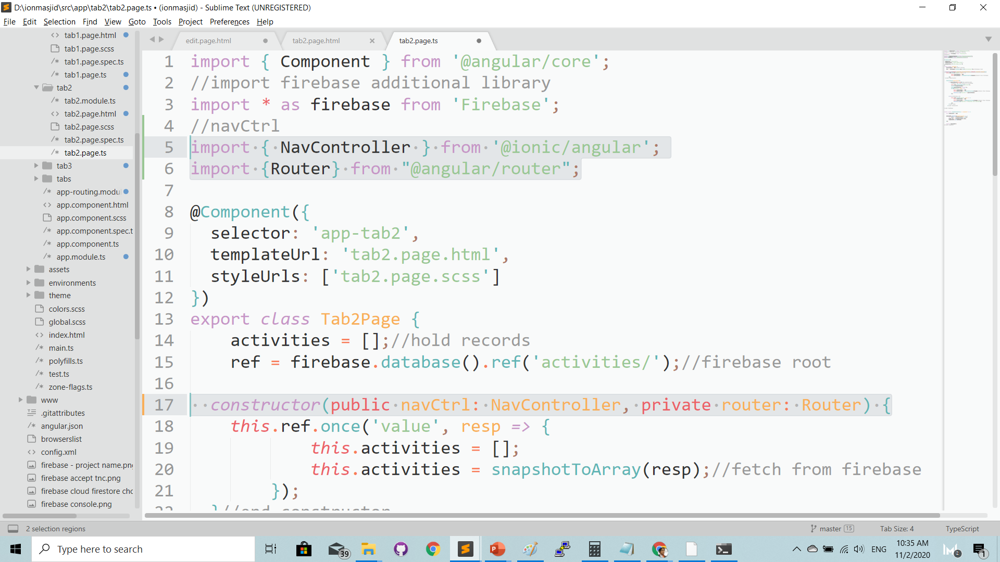 D:\ionmasjid\src\app\tab2\tab2.page.ts • (ionmasjid) - Sublime Text (UNREGISTERED)
File Edit Selection Find View Goto Tools Project Preferences Help
tab1.page.html
tab1.page.scss
tab1.page.spec.ts
tab1.page.ts
tab2
tab2.module.ts
tab2.page.html
tab2.page.scss
tab2.page.spec.ts
tab2.page.ts
tab3
tabs
app-routing.modu
app.component.html
app.component.scss
app.component.spec.t
app.component.ts
app.module.ts
assets
environments
theme
colors.scss
global.scss
index.html
main.ts
polyfills.ts
test.ts
zone-flags.ts
www
.gitattributes
angular.json
browserslist
config.xml
firebase - project name.png
firebase accept tnc.png
firebase cloud firestore cho
firebase console.png
edit.page.html tab2.page.html tab2.page.ts
1 import { Component } from '@angular/core';
2 //import firebase additional library
3 import * as firebase from 'Firebase';
4 //navCtrl
5 import { NavController } from '@ionic/angular';
6 import {Router} from "@angular/router";
7
8 @Component({
9 selector: 'app-tab2',
10 templateUrl: 'tab2.page.html',
11 styleUrls: ['tab2.page.scss']
12 })
13 export class Tab2Page {
14 activities = [];//hold records
15 ref = firebase.database().ref('activities/');//firebase root
16
17 constructor(public navCtrl: NavController, private router: Router) {
18 this.ref.once('value', resp => {
19 this.activities = [];
20 this.activities = snapshotToArray(resp);//fetch from firebase
21 });
22 }//end constructor
2 selection regions master 15 Tab Size: 4 TypeScript
Type here to search 39 ENG 10:35 AM 2 1
11/2/2020